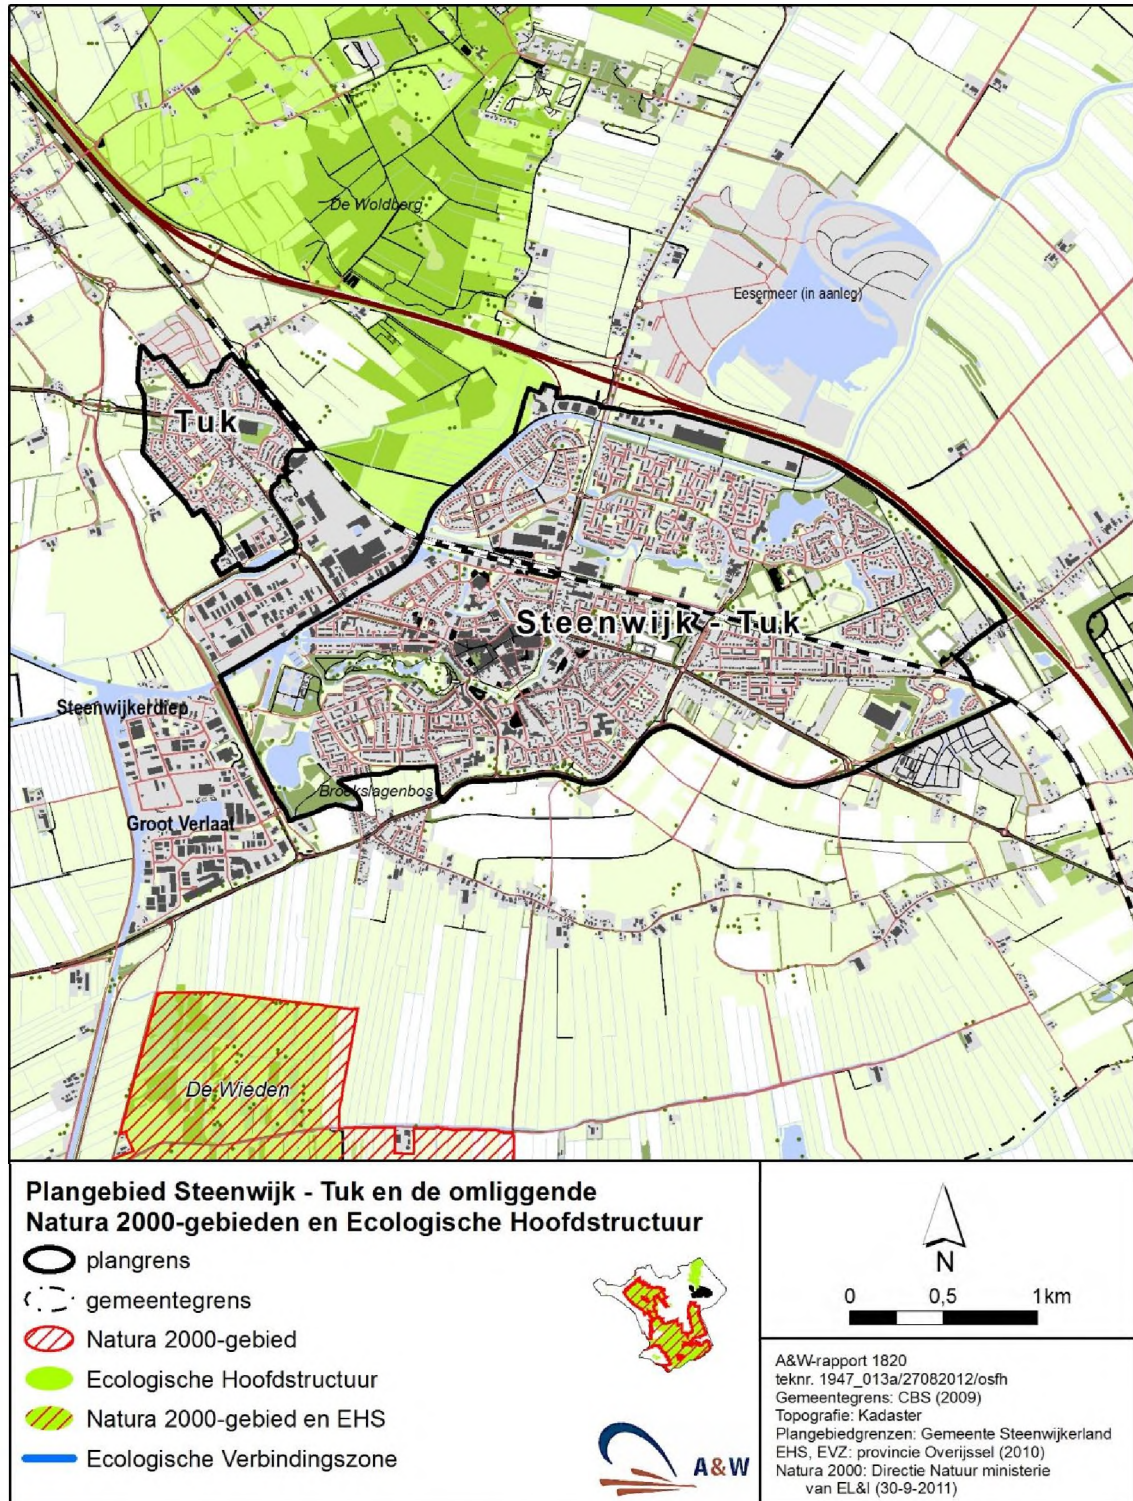 De Woldberg
Eesermeer (in aanleg)
Tuk
Steenwijk - Tuk
Steenwijkerdiep
Broekslagenbos
Groot Verlaat
De Wieden
Plangebied Steenwijk - Tuk en de omliggende
Natura 2000-gebieden en Ecologische Hoofdstructuur
plangrens
gemeentegrens
Natura 2000-gebied
Ecologische Hoofdstructuur
Natura 2000-gebied en EHS
Ecologische Verbindingszone
A&W
N
0 0,5 1km
A&W-rapport 1820
teknr. 1947_013a/27082012/osfh
Gemeentegrens: CBS (2009)
Topografie: Kadaster
Plangebiedgrenzen: Gemeente Steenwijkerland
EHS, EVZ: provincie Overijssel (2010)
Natura 2000: Directie Natuur ministerie
van EL&I (30-9-2011)